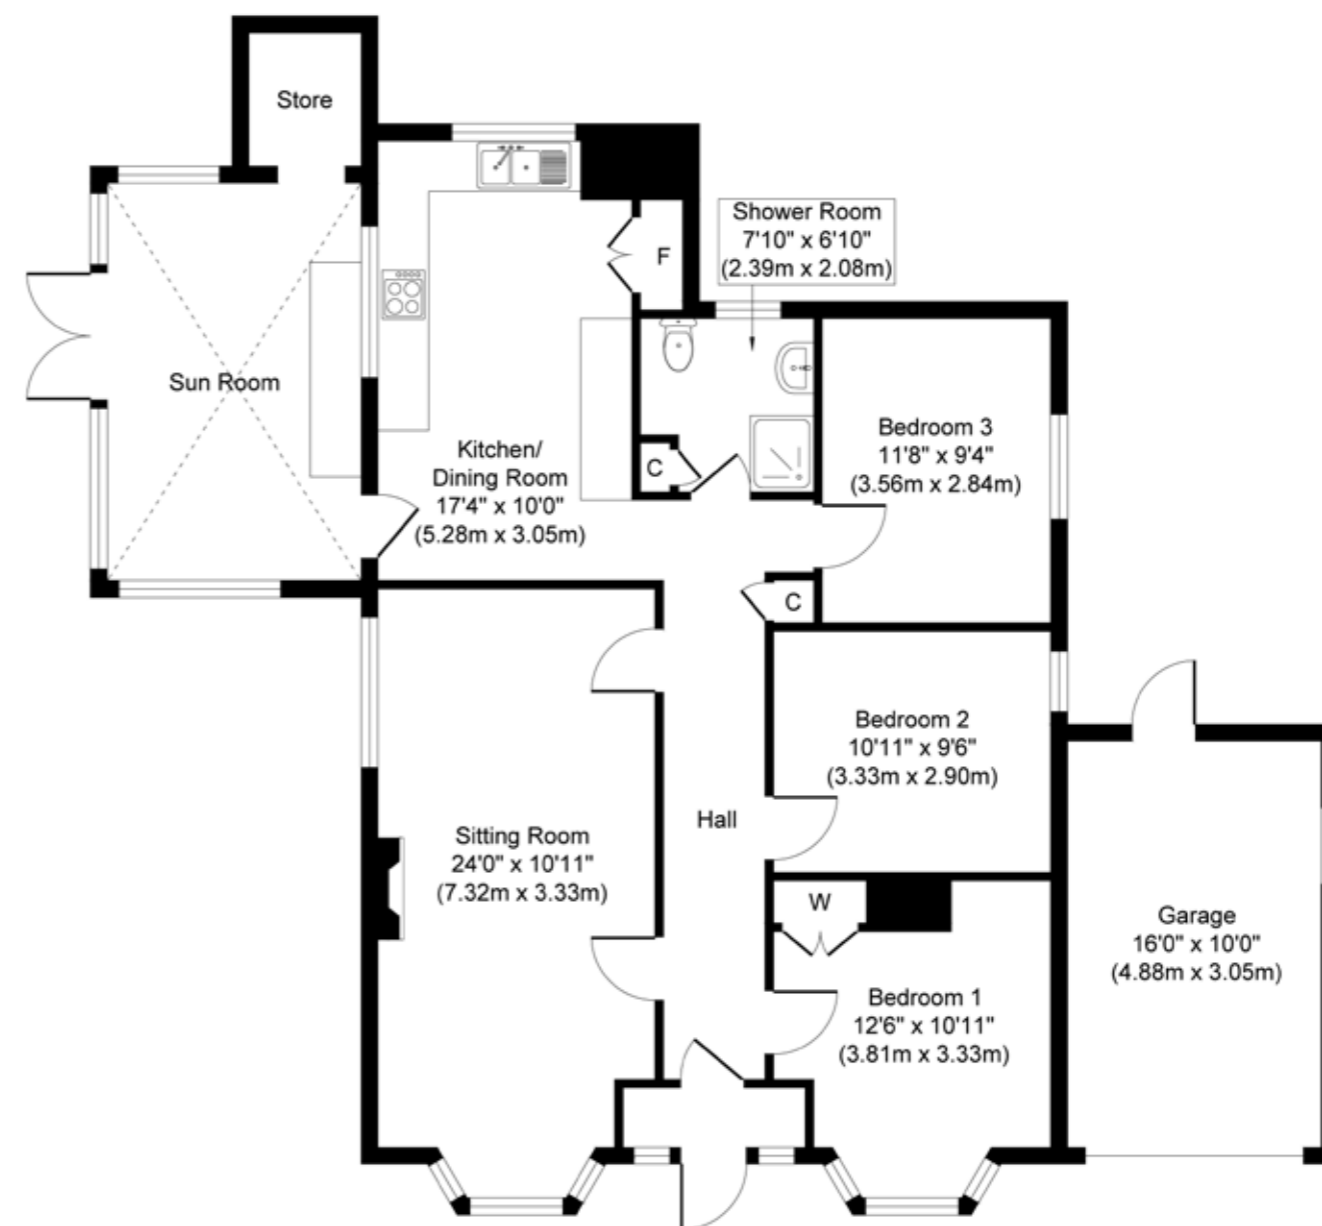 Store
Shower Room
7'10" x 6'10"
(2.39m x 2.08m)
F
Sun Room
Kitchen/
Dining Room
17'4" x 10'0"
(5.28m x 3.05m)
C
Bedroom 3
11'8" x 9'4"
(3.56m x 2.84m)
C
Bedroom 2
10'11" x 9'6"
(3.33m x 2.90m)
Hall
Sitting Room
24'0" x 10'11"
(7.32m x 3.33m)
W
Bedroom 1
12'6" x 10'11"
(3.81m x 3.33m)
Garage
16'0" x 10'0"
(4.88m x 3.05m)